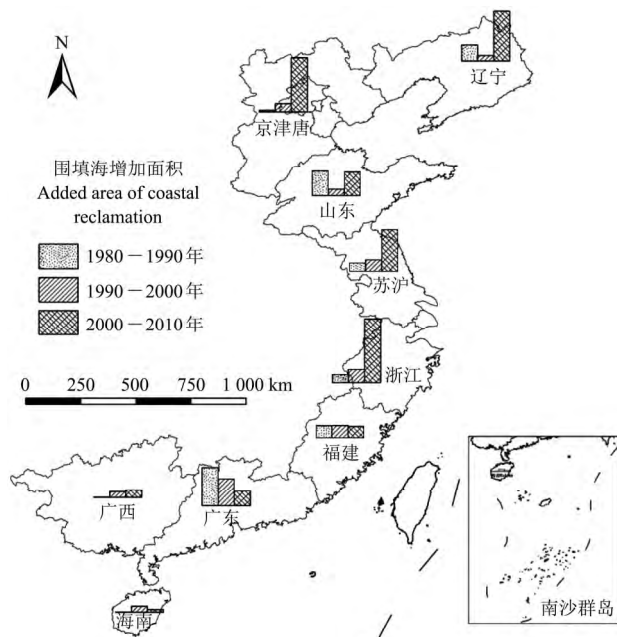 N
辽宁
京津唐
围填海增加面积
Added area of coastal
reclamation
山东
1980－1990年
1990－2000年
2000－2010年
苏沪
浙江
0 250 500 750 1 000 km
福建
广西
广东
海南
南沙群岛